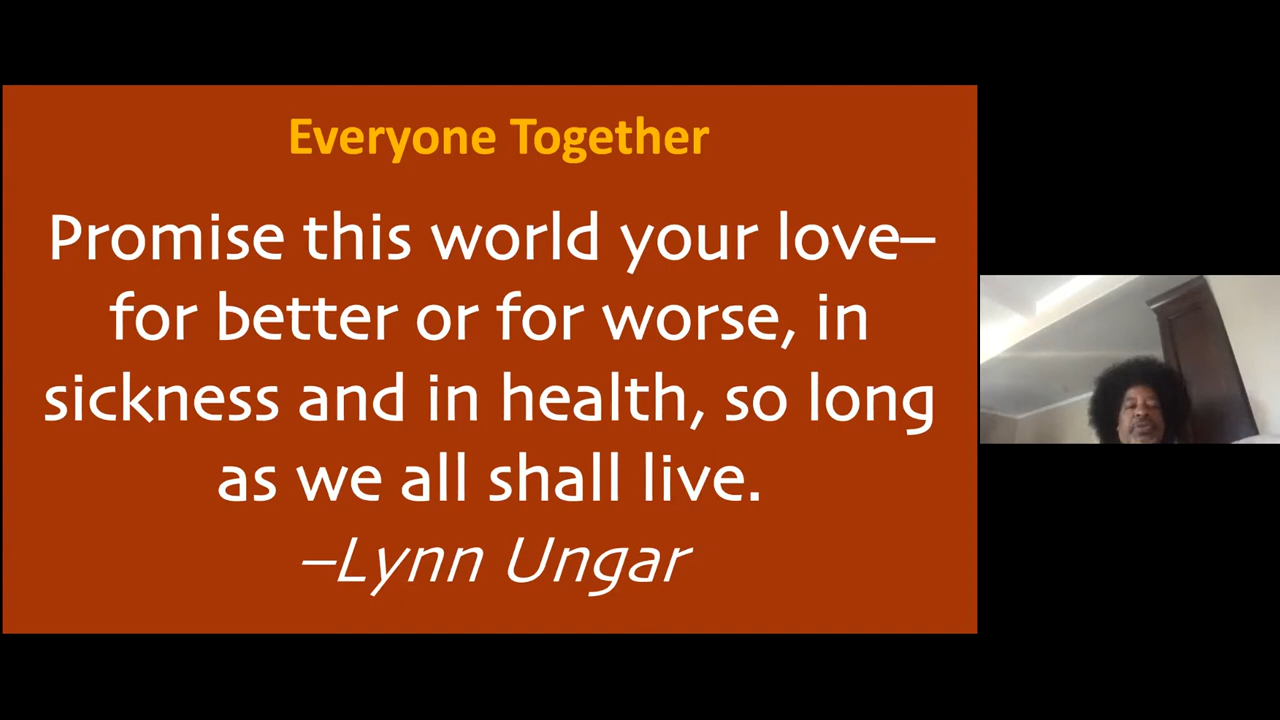 Everyone Together
Promise this world your love–
for better or for worse, in
sickness and in health, so long
as we all shall live.
–Lynn Ungar